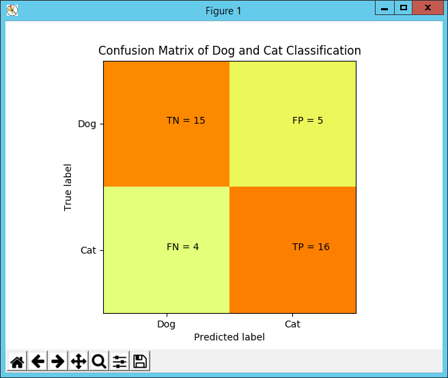 Figure 1
Confusion Matrix of Dog and Cat Classification
Dog
TN = 15
FP = 5
True label
Cat
FN = 4
TP = 16
Dog
Cat
Predicted label